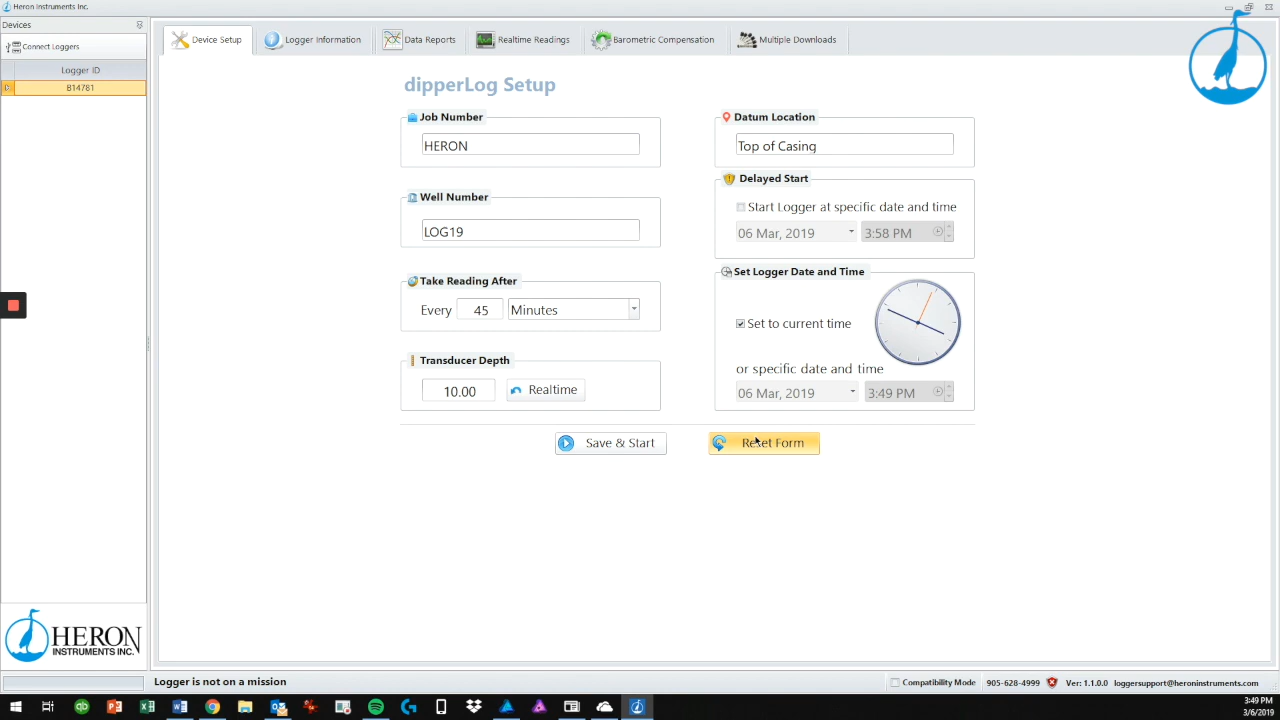 Heron Instruments Inc.
Devices
Connect Loggers
Logger ID
B14781
Device Setup
Logger Information
Data Reports
Realtime Readings
Barometric Compensation
Multiple Downloads
dipperLog Setup
Job Number
HERON
Datum Location
Top of Casing
Delayed Start
Start Logger at specific date and time
06 Mar, 2019
3:58 PM
Well Number
LOG19
Set Logger Date and Time
Set to current time
or specific date and time
06 Mar, 2019
3:49 PM
Take Reading After
Every 45 Minutes
Transducer Depth
10.00
Realtime
Save & Start
Reset Form
HERON
INSTRUMENTS INC.
Logger is not on a mission
Compatibility Mode
905-628-4999
Ver: 1.1.0.0
loggersupport@heroninstruments.com
3:49 PM
3/6/2019